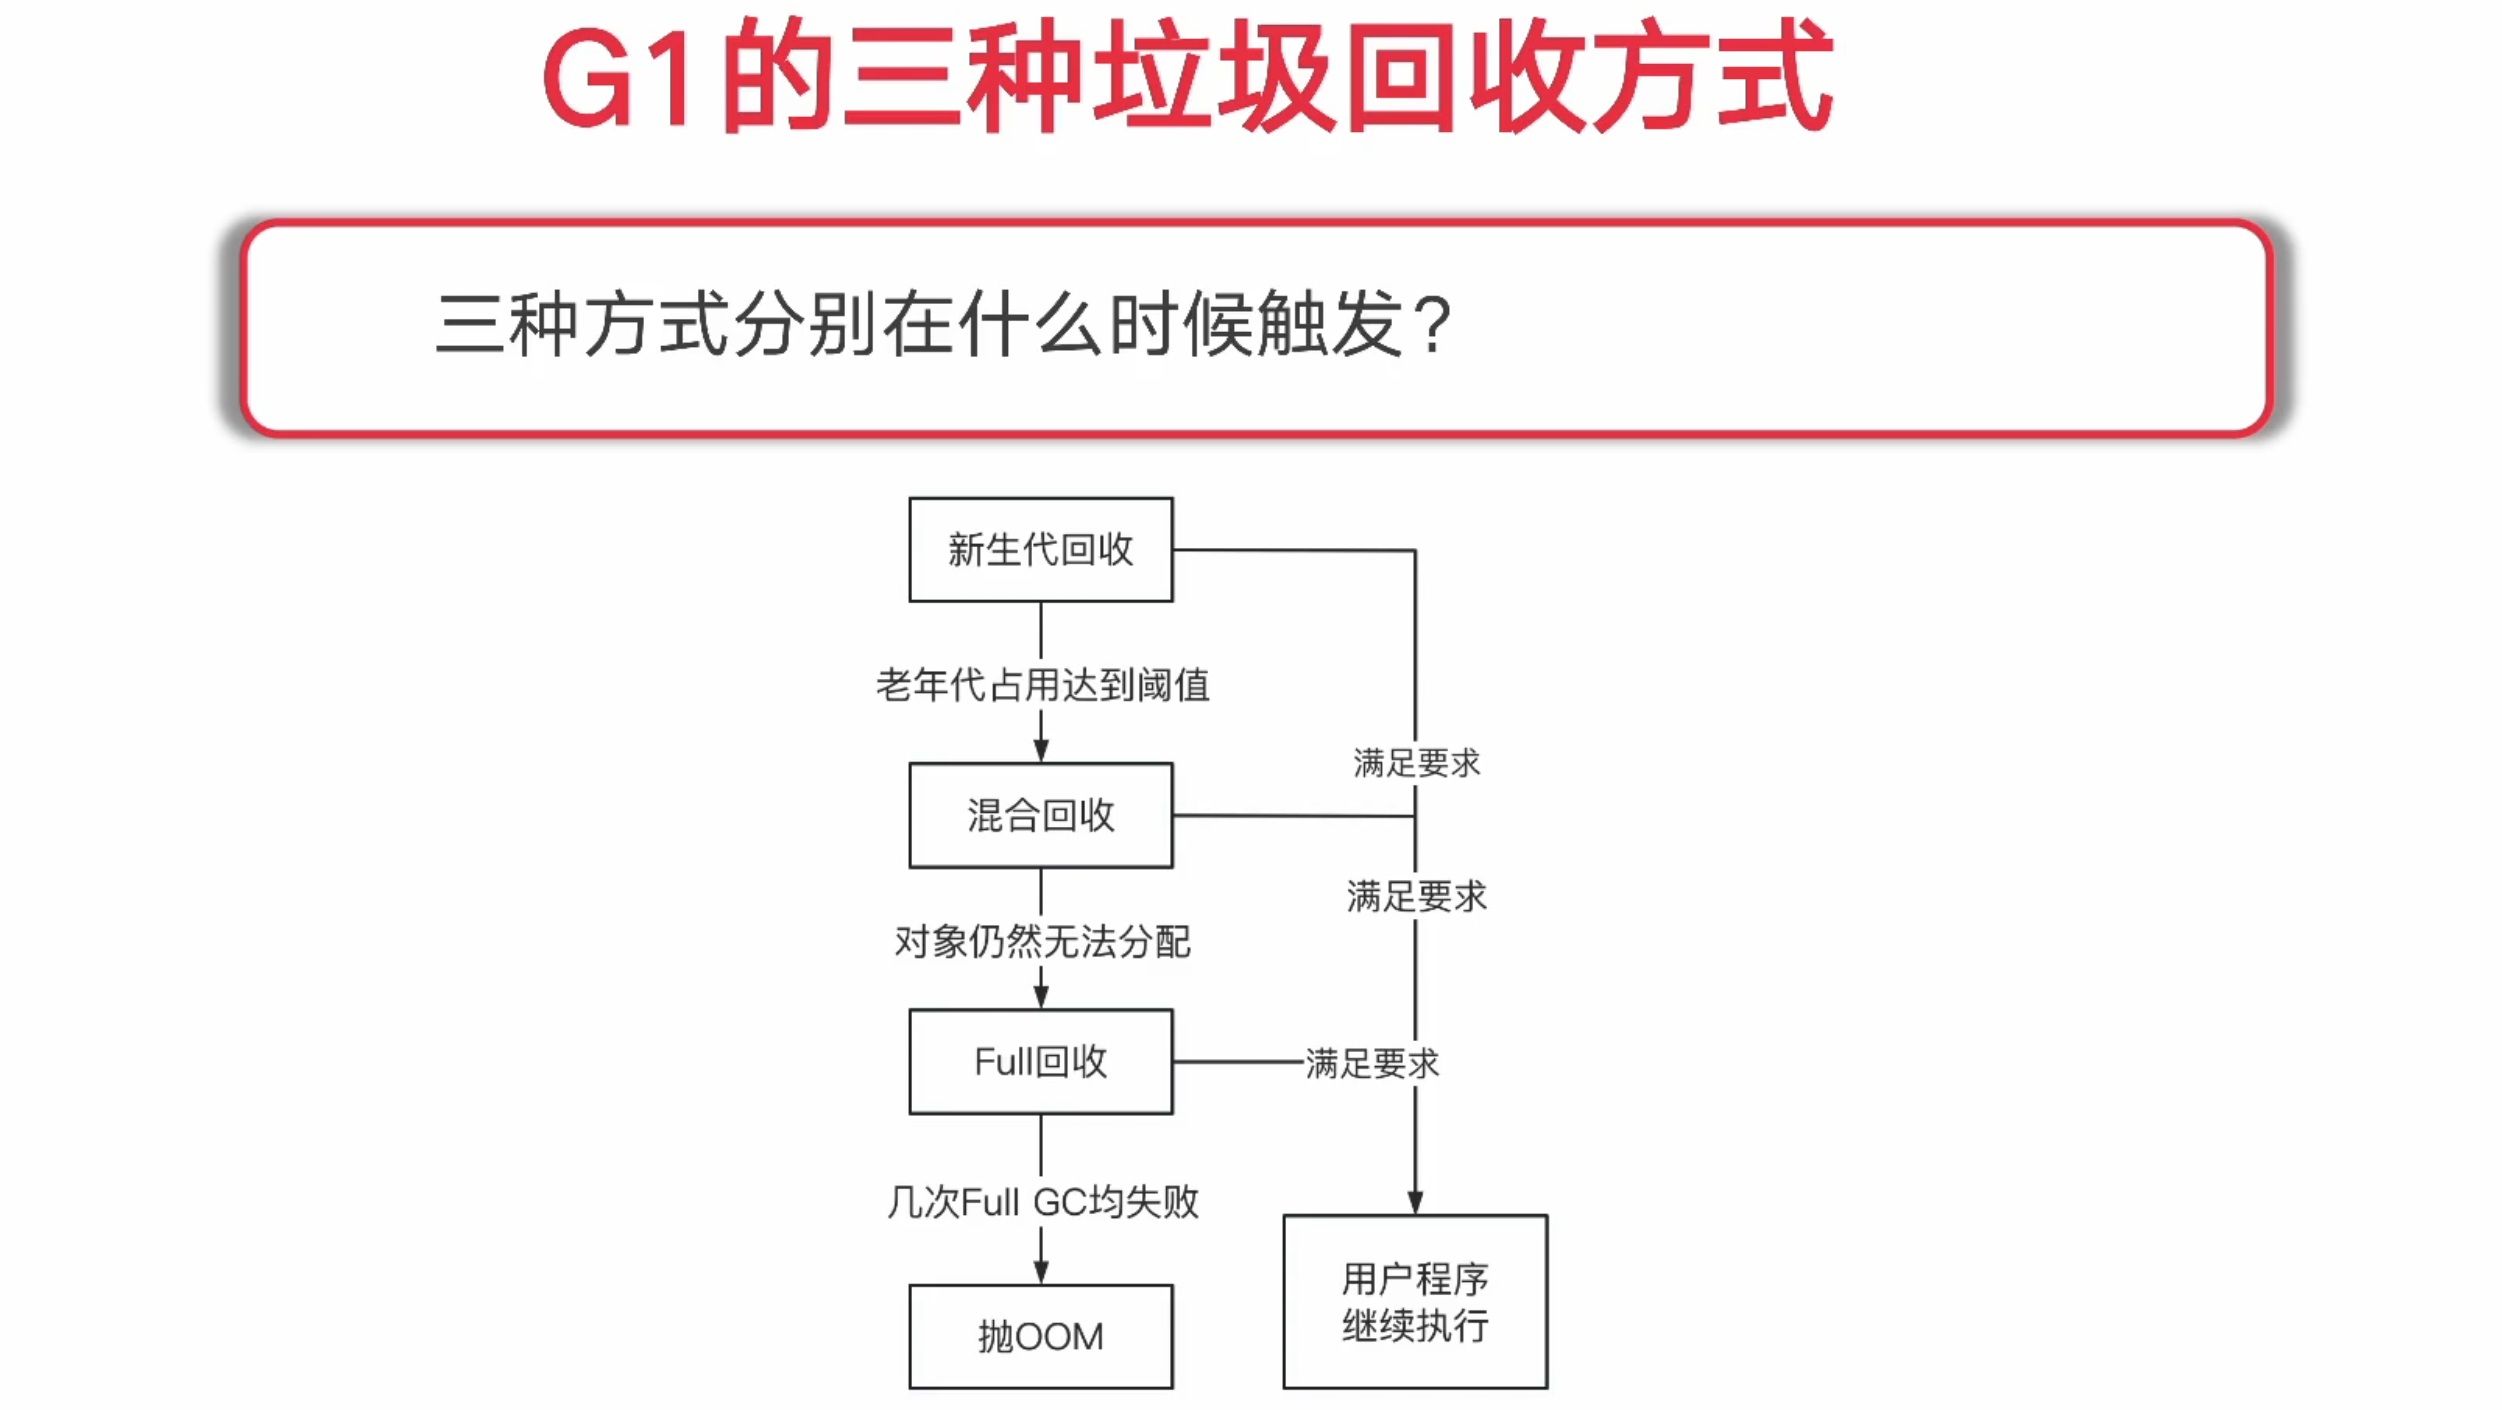 G1的三种垃圾回收方式
三种方式分别在什么时候触发？
新生代回收
老年代占用达到阈值
满足要求
混合回收
满足要求
对象仍然无法分配
Full回收
满足要求
几次Full GC均失败
用户程序
继续执行
抛OOM